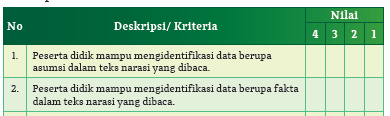 No Deskripsi/ Kriteria Nilai
4 3 2 1
1. Peserta didik mampu mengidentifikasi data berupa
asumsi dalam teks narasi yang dibaca.
2. Peserta didik mampu mengidentifikasi data berupa fakta
dalam teks narasi yang dibaca.